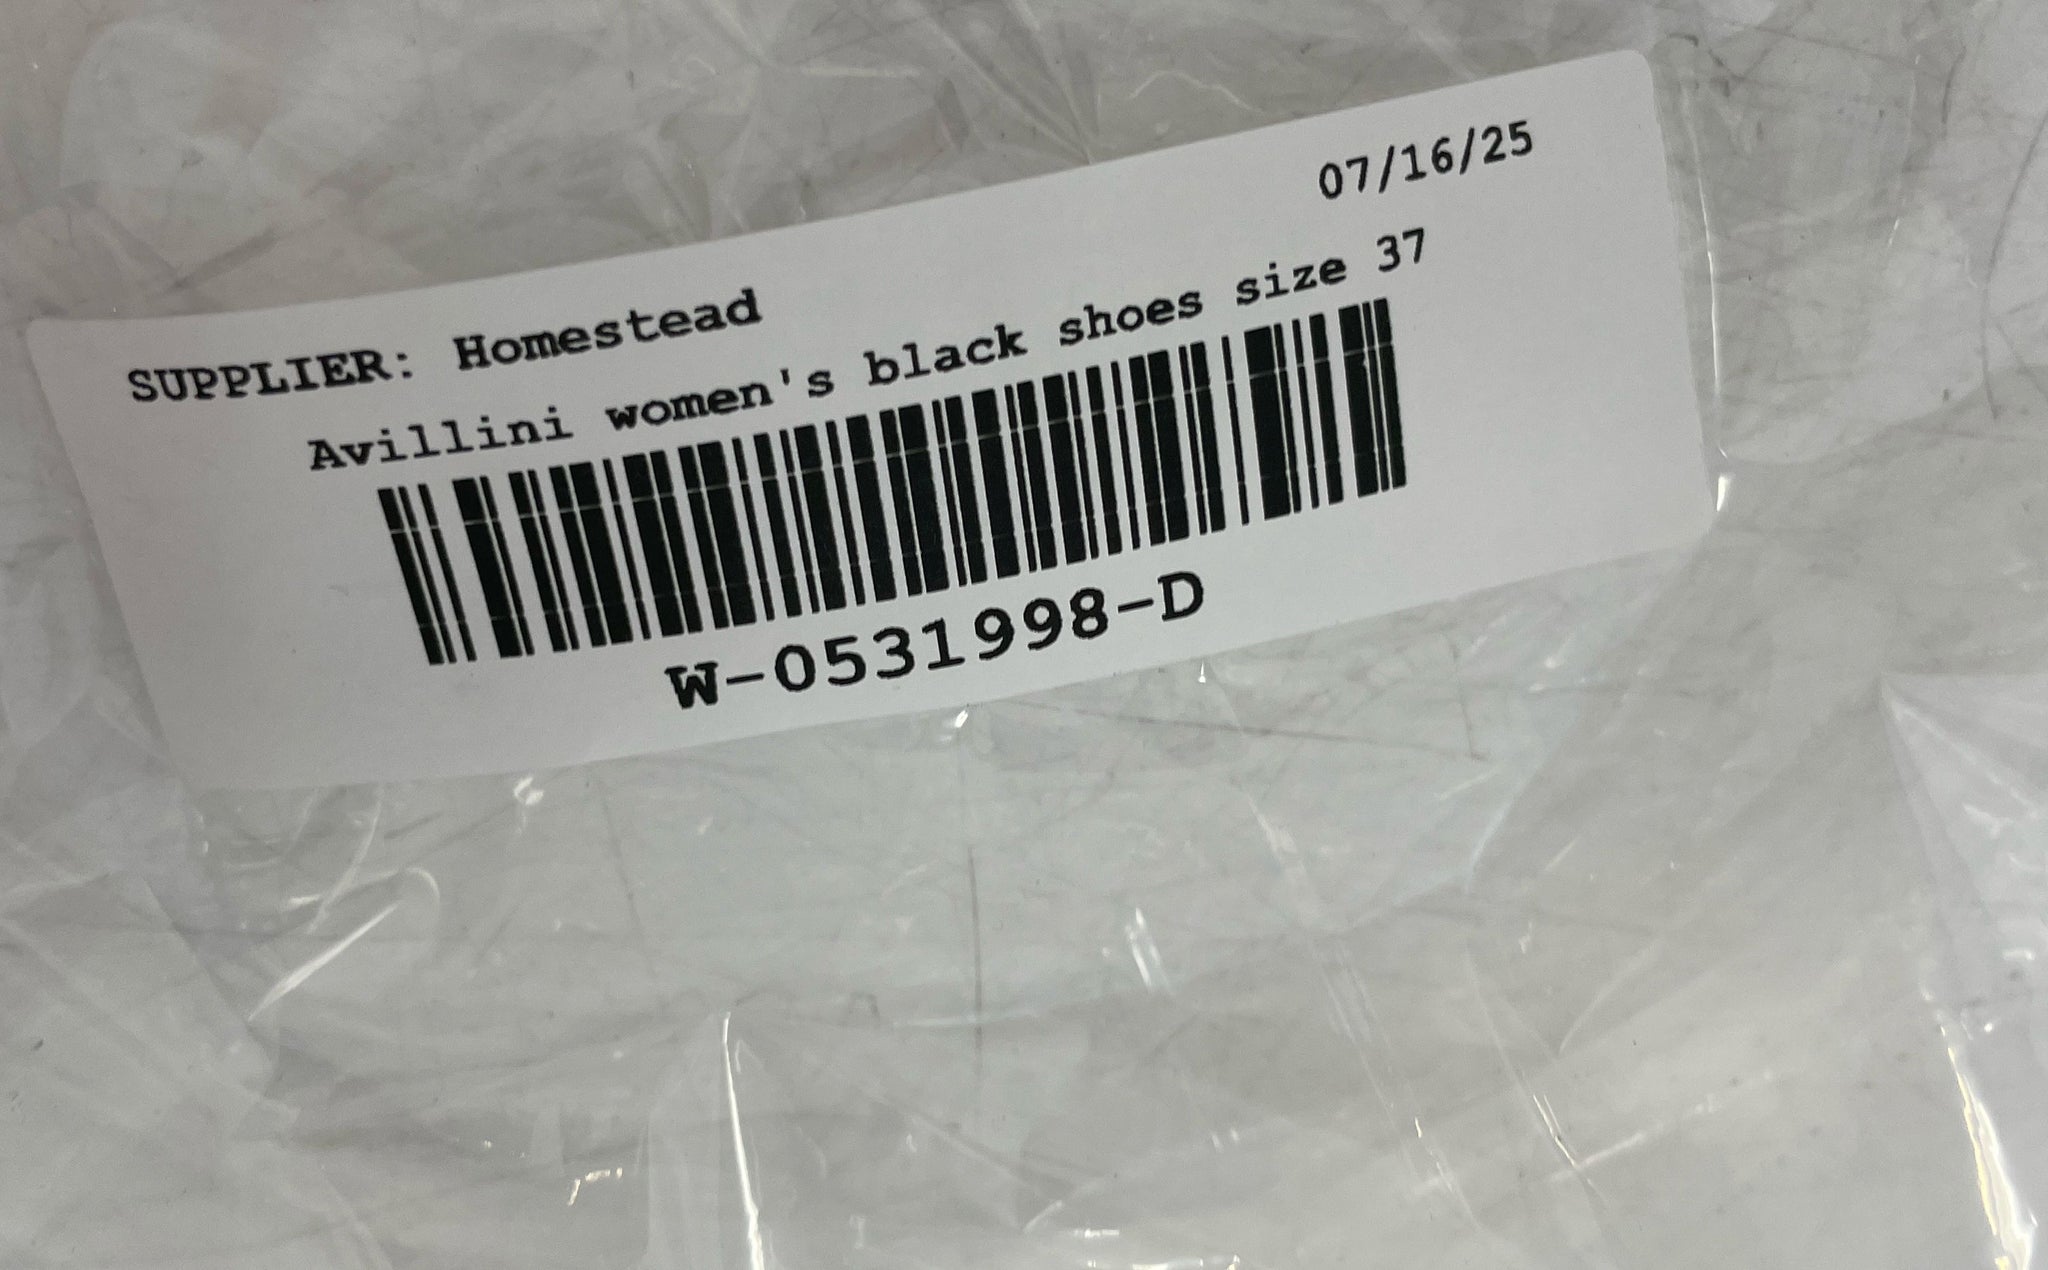 07/16/25
SUPPLIER: Homestead
Avillini women's black shoes size 37
W-0531998-D